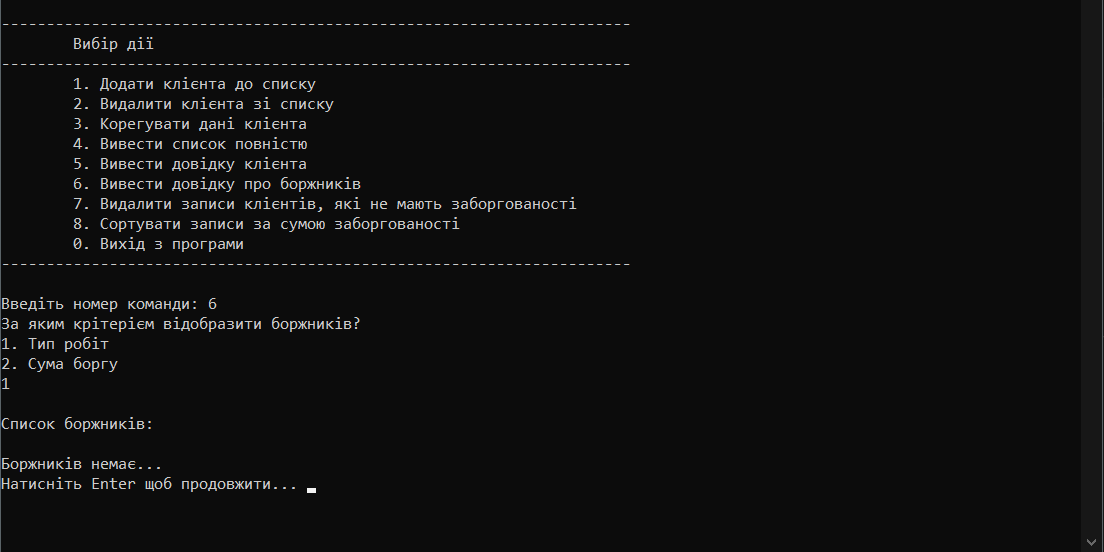 ----------------------------------------------------------------------
Вибір дії
----------------------------------------------------------------------
1. Додати клієнта до списку
2. Видалити клієнта зі списку
3. Корегувати дані клієнта
4. Вивести список повністю
5. Вивести довідку клієнта
6. Вивести довідку про боржників
7. Видалити записи клієнтів, які не мають заборгованості
8. Сортувати записи за сумою заборгованості
0. Вихід з програми
----------------------------------------------------------------------
Введіть номер команди: 6
За яким крітерієм відобразити боржників?
1. Тип робіт
2. Сума боргу
1
Список боржників:
Боржників немає...
Натисніть Enter щоб продовжити...